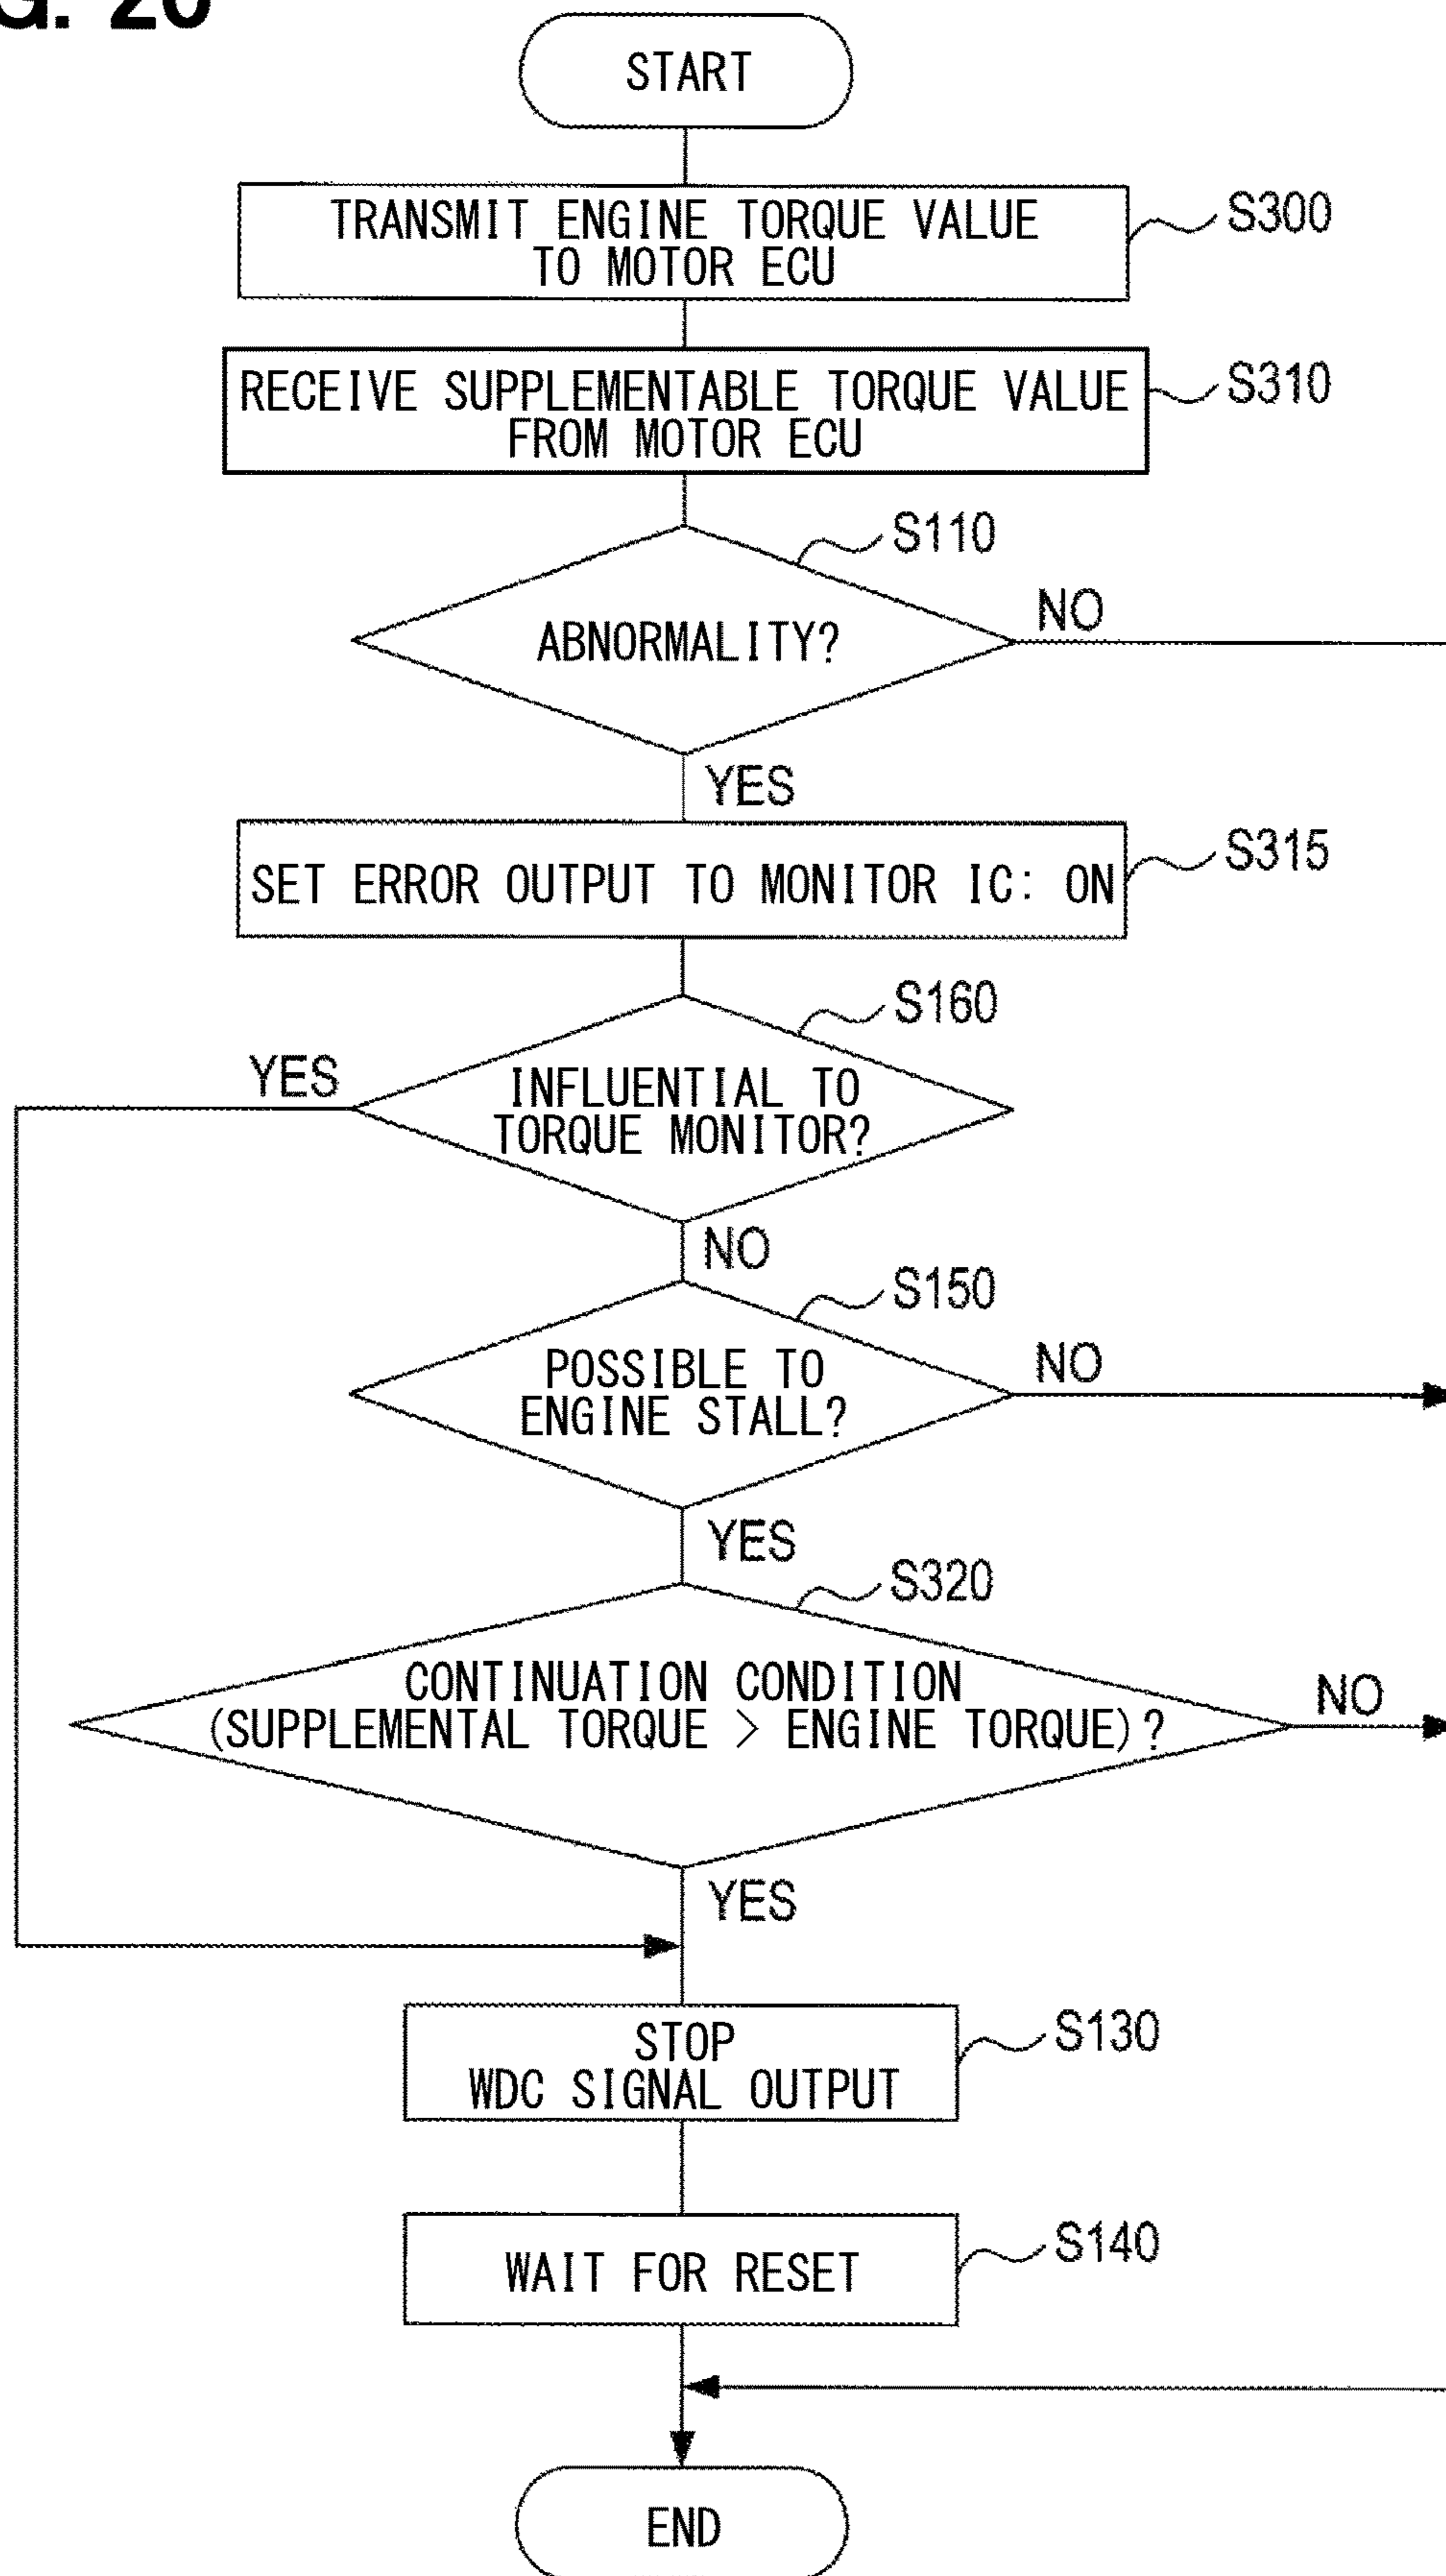 G. 20
START
TRANSMIT ENGINE TORQUE VALUE
TO MOTOR ECU
S300
RECEIVE SUPPLEMENTABLE TORQUE VALUE
FROM MOTOR ECU
S310
S110
ABNORMALITY?
NO
YES
SET ERROR OUTPUT TO MONITOR IC: ON
S315
S160
YES
INFLUENTIAL TO
TORQUE MONITOR?
NO
S150
POSSIBLE TO
ENGINE STALL?
NO
YES
S320
CONTINUATION CONDITION
(SUPPLEMENTAL TORQUE > ENGINE TORQUE)?
NO
YES
STOP
WDC SIGNAL OUTPUT
S130
WAIT FOR RESET
S140
END